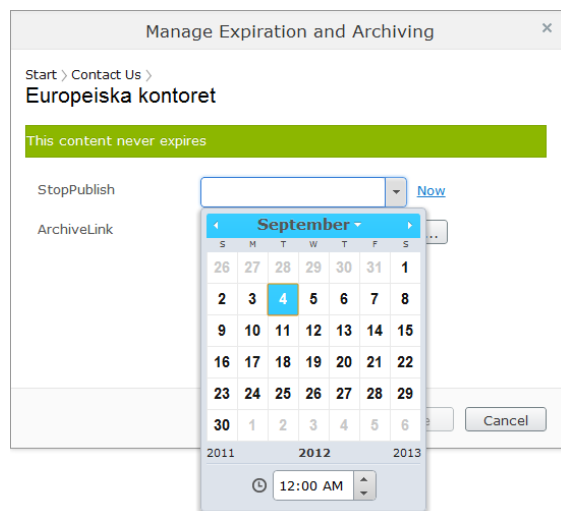 Manage Expiration and Archiving
×
Start 〉 Contact Us 〉
Europeiska kontoret
This content never expires
StopPublish
Now
ArchiveLink
...
September
S M T W T F S
26 27 28 29 30 31 1
2 3 4 5 6 7 8
9 10 11 12 13 14 15
16 17 18 19 20 21 22
23 24 25 26 27 28 29
30 1 2 3 4 5 6
2011 2012 2013
12:00 AM
Cancel